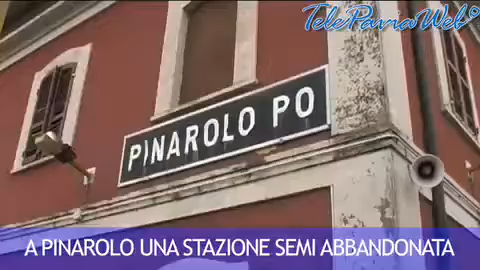 TelePaviaWeb
PINAROLO PO
A PINAROLO UNA STAZIONE SEMI ABBANDONATA